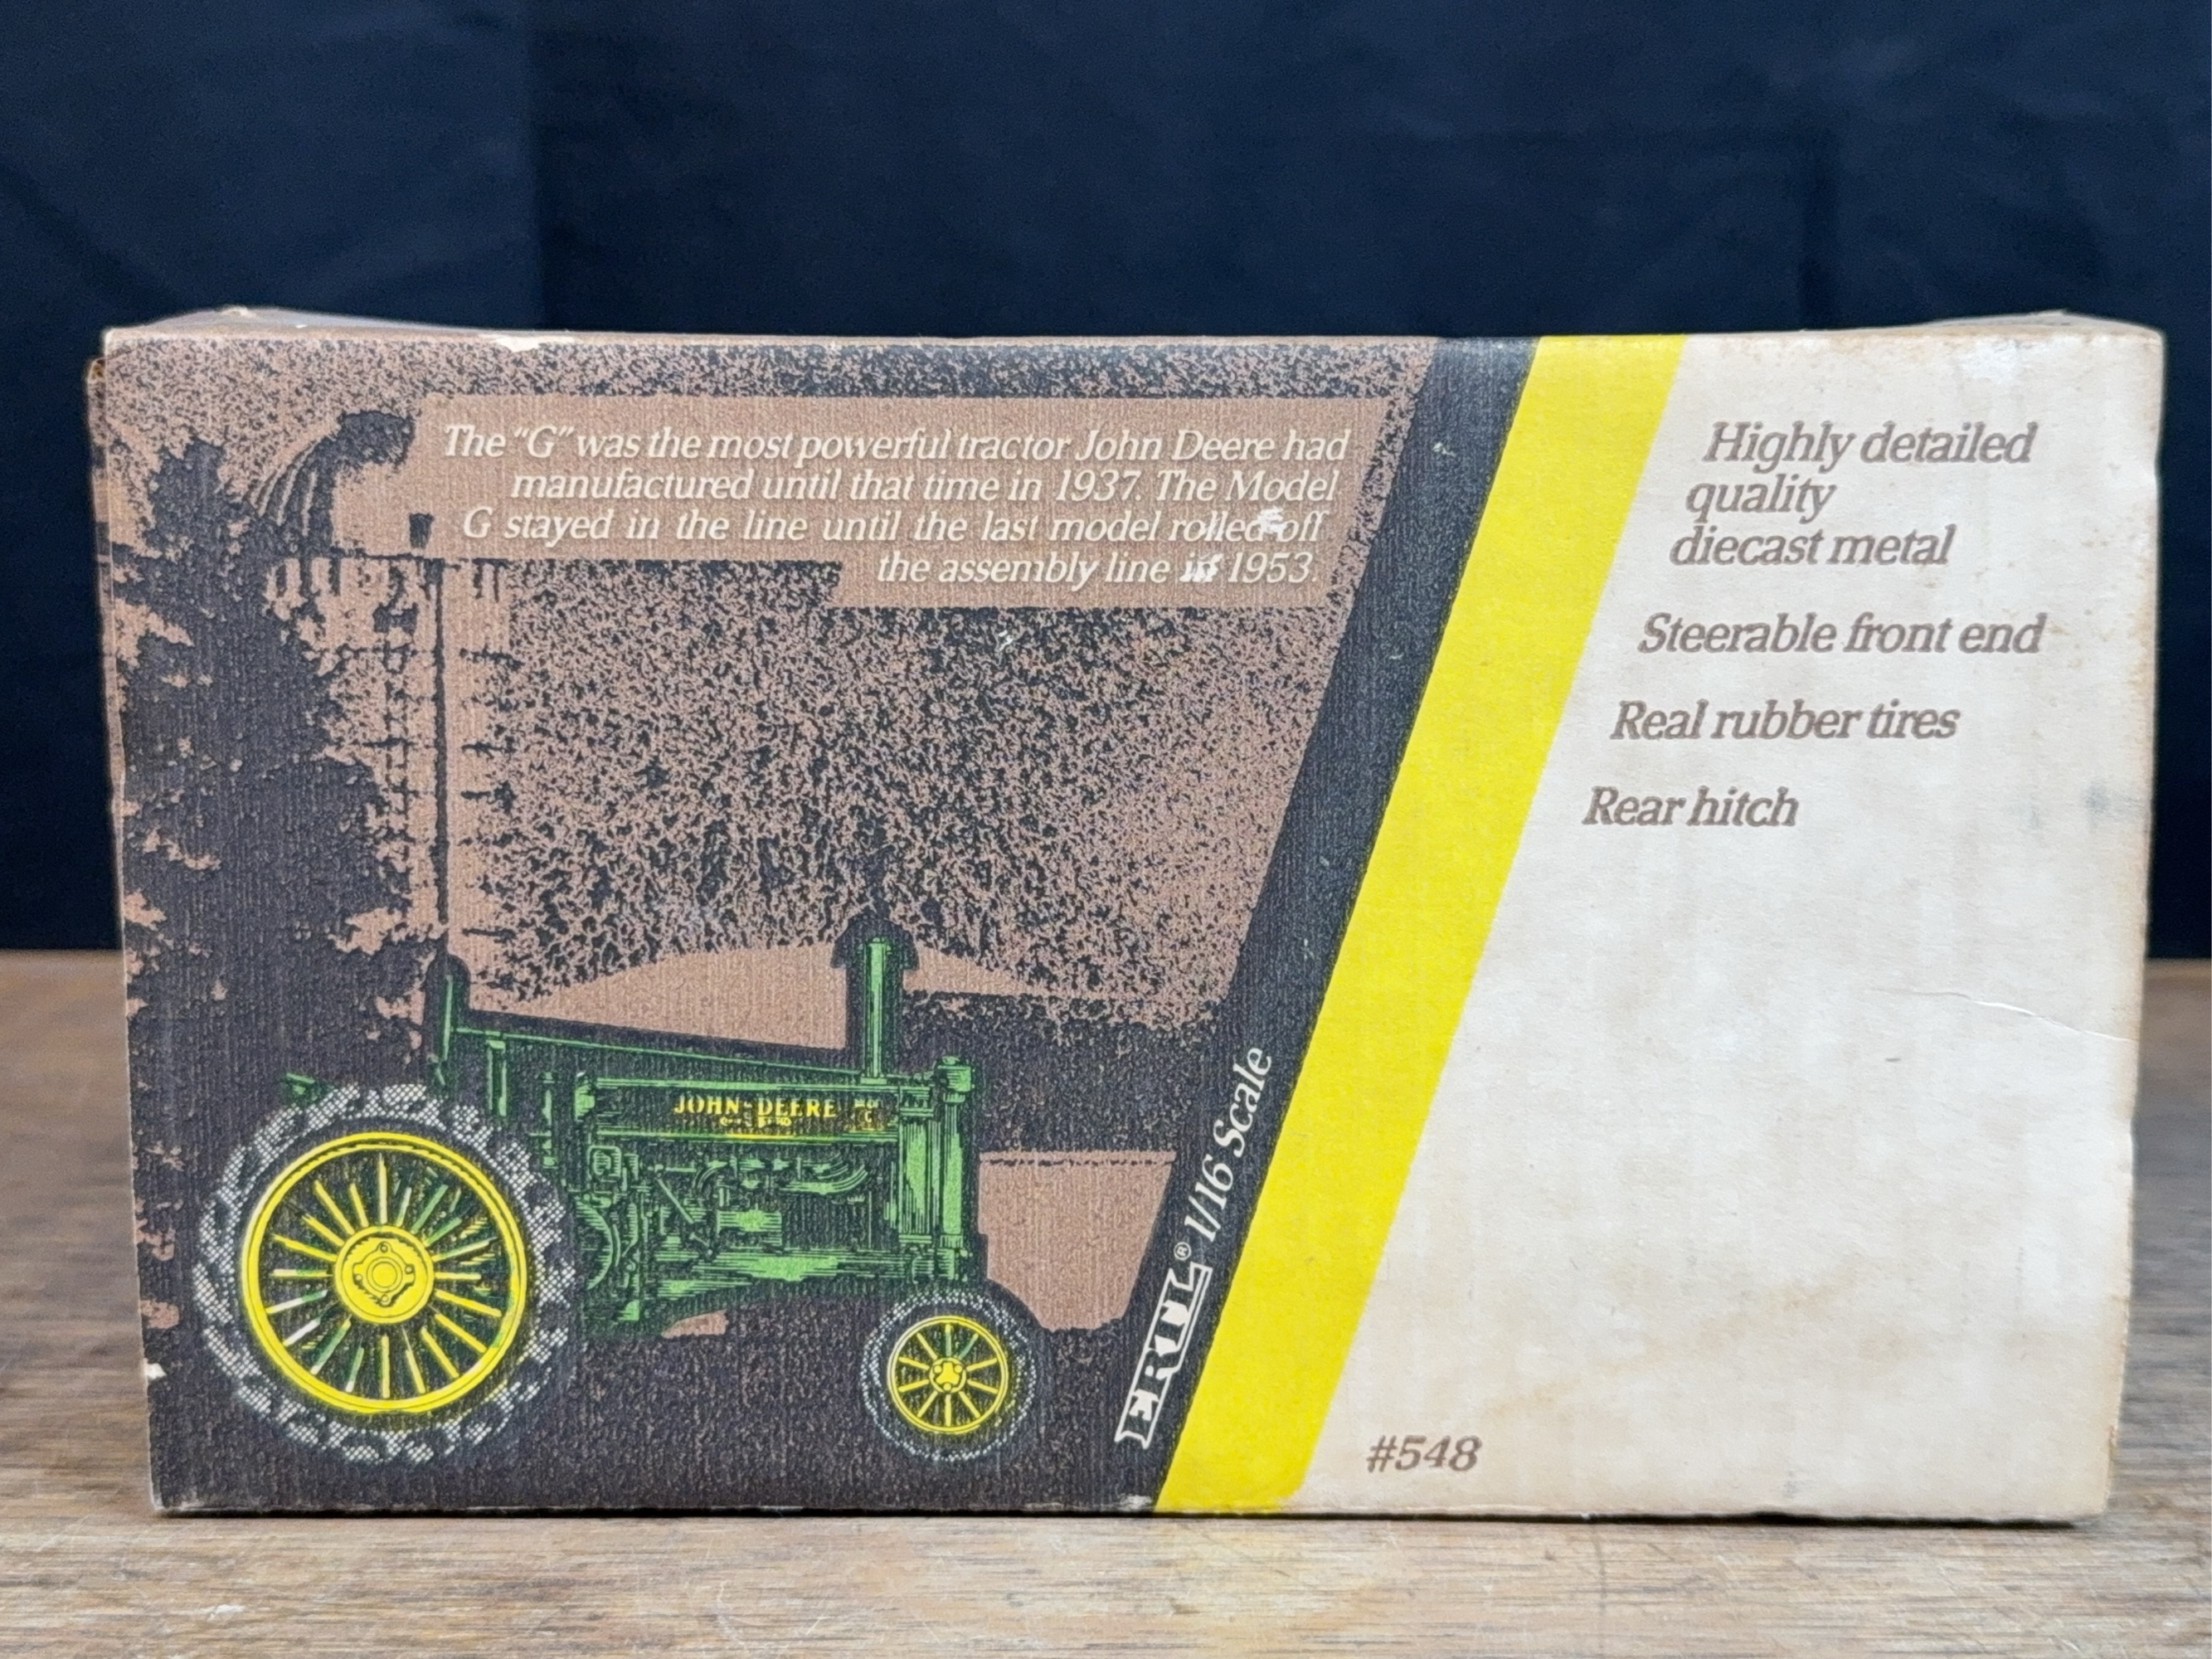 The "G" was the most powerful tractor John Deere had
manufactured until that time in 1937. The Model
G stayed in the line until the last model rolled off
the assembly line in 1953.
Highly detailed
quality
diecast metal
Steerable front end
Real rubber tires
Rear hitch
JOHN DEERE
ERTL® 1/16 Scale
#548